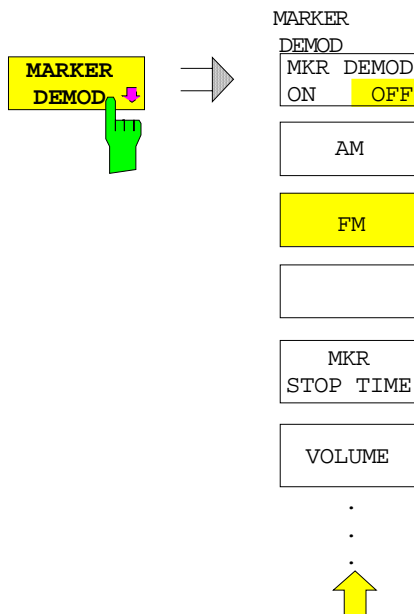 MARKER
DEMOD
MARKER
DEMOD
MKR DEMOD
ON OFF
AM
FM
MKR
STOP TIME
VOLUME
.
.
.